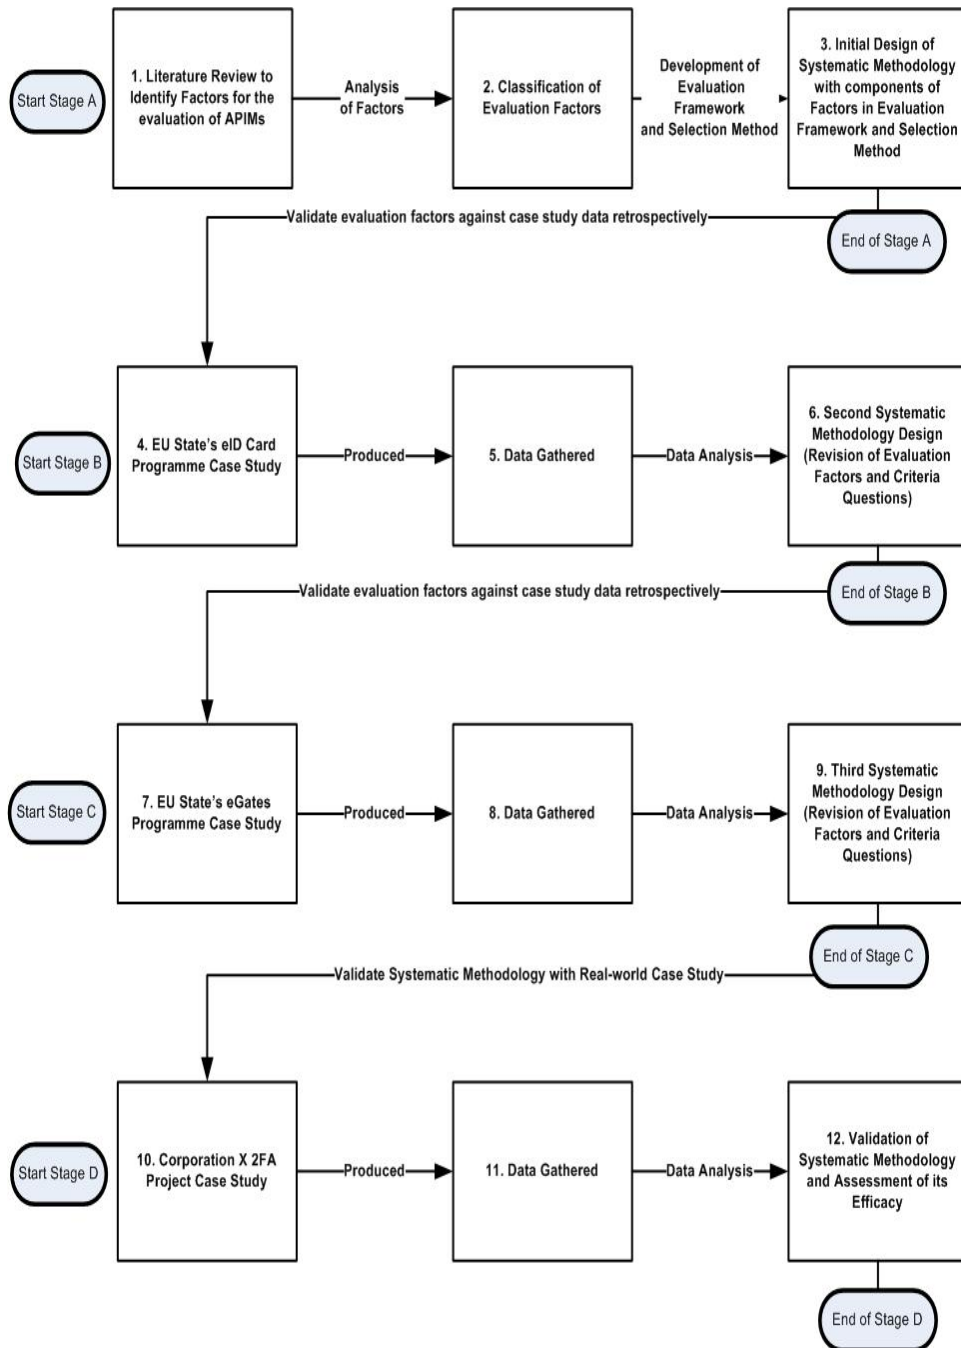 Start Stage A
1. Literature Review to
Identify Factors for the
evaluation of APIMs
Analysis
of Factors
2. Classification of
Evaluation Factors
Development of
Evaluation
Framework
and Selection Method
3. Initial Design of
Systematic Methodology
with components of
Factors in Evaluation
Framework and Selection
Method
Validate evaluation factors against case study data retrospectively
End of Stage A
Start Stage B
4. EU State's eID Card
Programme Case Study
Produced
5. Data Gathered
Data Analysis
6. Second Systematic
Methodology Design
(Revision of Evaluation
Factors and Criteria
Questions)
Validate evaluation factors against case study data retrospectively
End of Stage B
Start Stage C
7. EU State's eGates
Programme Case Study
Produced
8. Data Gathered
Data Analysis
9. Third Systematic
Methodology Design
(Revision of Evaluation
Factors and Criteria
Questions)
Validate Systematic Methodology with Real-world Case Study
End of Stage C
Start Stage D
10. Corporation X 2FA
Project Case Study
Produced
11. Data Gathered
Data Analysis
12. Validation of
Systematic Methodology
and Assessment of its
Efficacy
End of Stage D